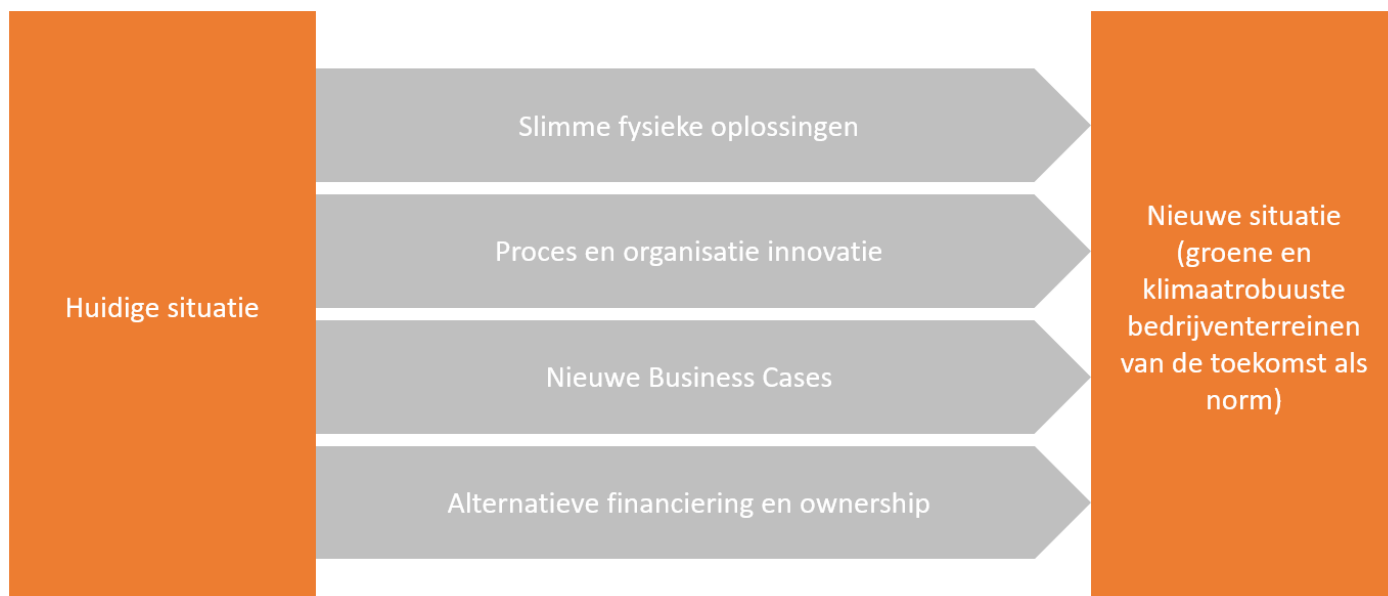 Huidige situatie
Slimme fysieke oplossingen
Proces en organisatie innovatie
Nieuwe Business Cases
Alternatieve financiering en ownership
Nieuwe situatie
(groene en
klimaatrobuuste
bedrijventerreinen
van de toekomst als
norm)